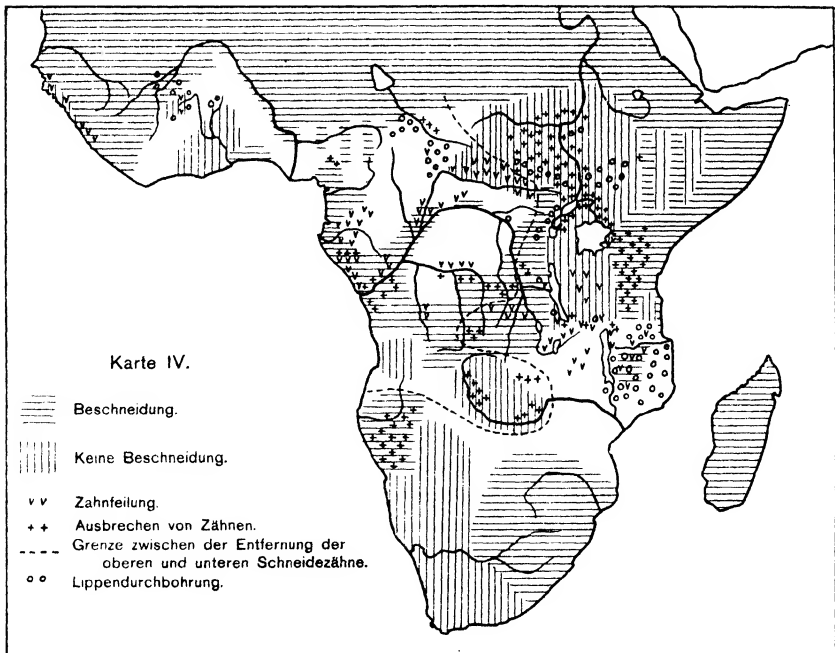 Karte IV.
Beschneidung.
Keine Beschneidung.
Zahnfeilung.
Ausbrechen von Zähnen.
Grenze zwischen der Entfernung der
oberen und unteren Schneidezähne.
Lippendurchbohrung.